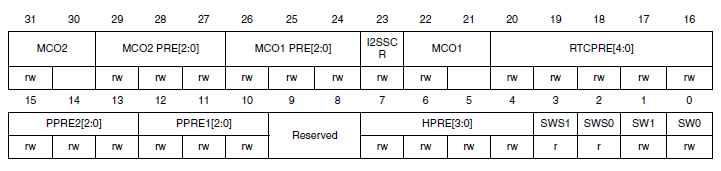 31 30 29 28 27 26 25 24 23 22 21 20 19 18 17 16
MCO2 MCO2 PRE[2:0] MCO1 PRE[2:0] I2SSC MCO1 RTCPRE[4:0]
R
rw rw rw rw rw rw rw rw rw rw rw rw rw rw
15 14 13 12 11 10 9 8 7 6 5 4 3 2 1 0
PPRE2[2:0] PPRE1[2:0] Reserved HPRE[3:0] SWS1 SWS0 SW1 SW0
rw rw rw rw rw rw rw rw rw rw r r rw rw